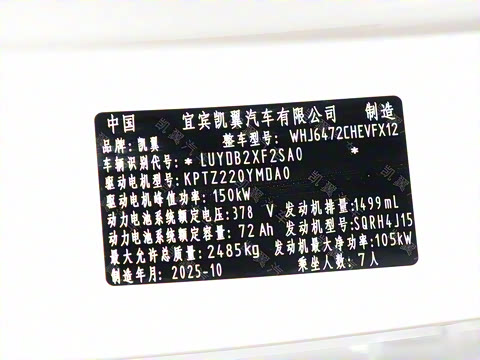 中国 宜宾凯翼汽车有限公司 制造
品牌:凯翼 整车型号: WHJ6472CHEVFX12
车辆识别代号: * LUYDB2XF2SA0 *
驱动电机型号: KPTZ220YMDA0
驱动电机峰值功率: 150kW
动力电池系统额定电压: 378 V 发动机排量: 1499mL
动力电池系统额定容量: 72 Ah 发动机型号: SQRH4J15
最大允许总质量: 2485kg 发动机最大净功率: 105kW
制造年月: 2025-10 乘坐人数: 7人